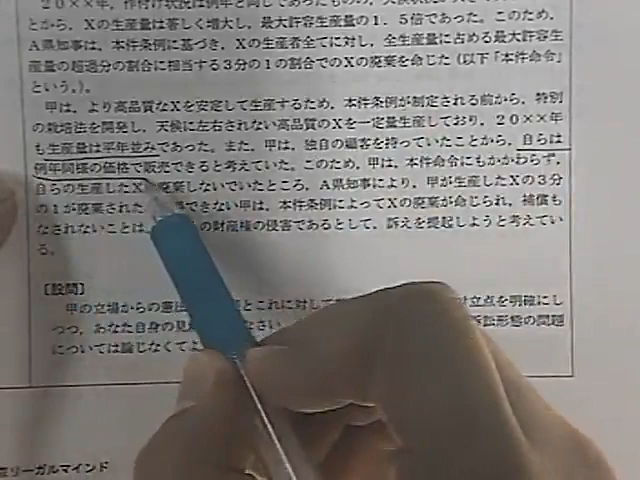 ２０××年，作付け状況は例年と同じであったものの，天候状況が
とから，Ｘの生産量は著しく増大し，最大許容生産量の１．５倍であった。このため，
Ａ県知事は，本件条例に基づき，Ｘの生産者全てに対し，全生産量に占める最大許容生
産量の超過分の割合に担当する３分の１の割合でのＸの廃棄を命じた（以下「本件命令」
という。）。
甲は，より高品質なＸを安定して生産するため，本件条例が制定される前から，特別
の栽培法を開発し，天候に左右されない高品質のＸを一定量生産しており，２０××年
も生産量は平年並みであった。また，甲は，独自の顧客を持っていたことから，自らは
例年同様の価格で販売できると考えていた。このため，甲は，本件命令にもかかわらず，
自らの生産したＸ 廃棄しないでいたところ，Ａ県知事により，甲が生産したＸの３分
の１が廃棄された できない甲は，本件条例によってＸの廃棄が命じられ，補償も
なされないことは の財産権の侵害であるとして，訴えを提起しようと考えてい
る。
［設問］
甲の立場からの憲法 とこれに対して 立点を明確にし
つつ，あなた自身の見 なさい 訴訟形態の問題
については論じなくてよ
リーガルマインド